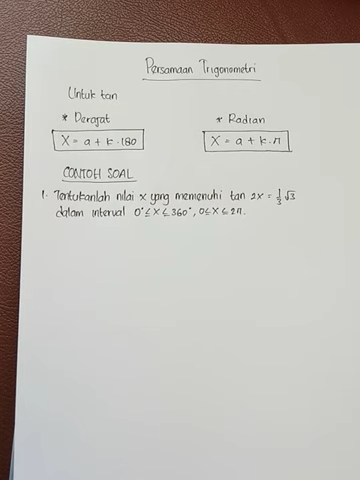 Persamaan Trigonometri
Untuk tan
* Derajat
* Radian
X = a + k . 180
X = a + k . π
CONTOH SOAL
1. Tentukanlah nilai x yang memenuhi tan 2x = 1/3 √3
dalam interval 0° ≤ x ≤ 360°, 0 ≤ x ≤ 2π.